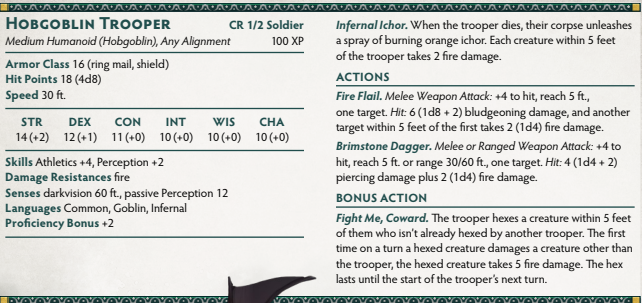 Hobgoblin Trooper
CR 1/2 Soldier
Medium Humanoid (Hobgoblin), Any Alignment
100 XP
Armor Class 16 (ring mail, shield)
Hit Points 18 (4d8)
Speed 30 ft.
STR DEX CON INT WIS CHA
14 (+2) 12 (+1) 11 (+0) 10 (+0) 10 (+0) 10 (+0)
Skills Athletics +4, Perception +2
Damage Resistances fire
Senses darkvision 60 ft., passive Perception 12
Languages Common, Goblin, Infernal
Proficiency Bonus +2
Infernal Ichor. When the trooper dies, their corpse unleashes
a spray of burning orange ichor. Each creature within 5 feet
of the trooper takes 2 fire damage.
ACTIONS
Fire Flail. Melee Weapon Attack: +4 to hit, reach 5 ft.,
one target. Hit: 6 (1d8 + 2) bludgeoning damage, and another
target within 5 feet of the first takes 2 (1d4) fire damage.
Brimstone Dagger. Melee or Ranged Weapon Attack: +4 to
hit, reach 5 ft. or range 30/60 ft., one target. Hit: 4 (1d4 + 2)
piercing damage plus 2 (1d4) fire damage.
BONUS ACTION
Fight Me, Coward. The trooper hexes a creature within 5 feet
of them who isn't already hexed by another trooper. The first
time on a turn a hexed creature damages a creature other than
the trooper, the hexed creature takes 5 fire damage. The hex
lasts until the start of the trooper's next turn.